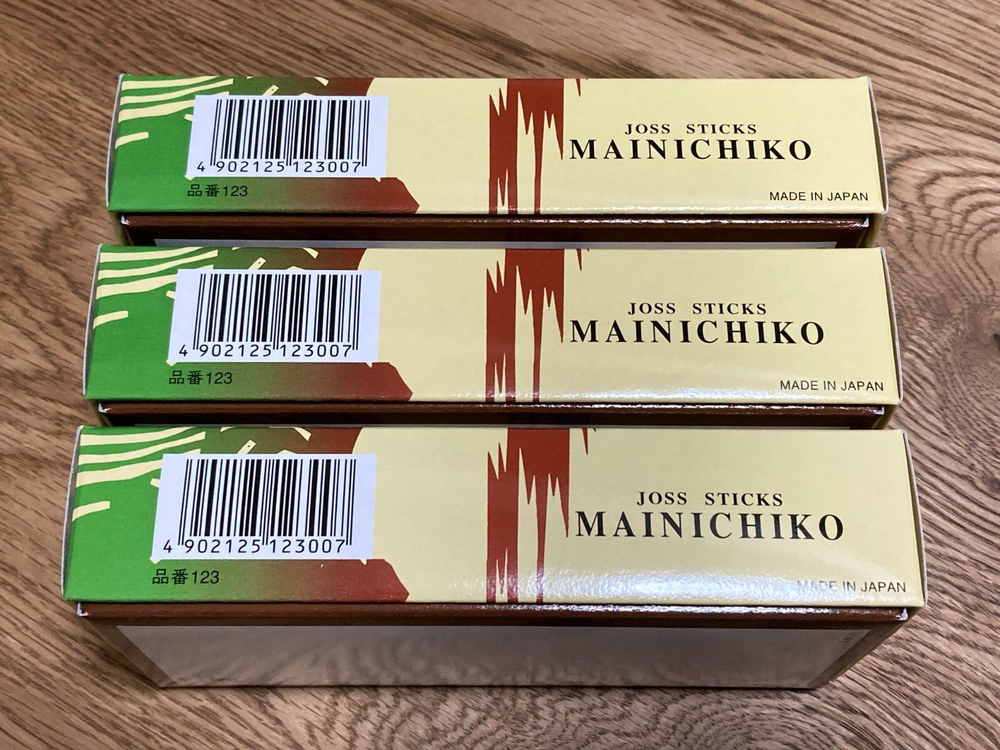 JOSS STICKS
MAINICHIKO
4 902125 123007
品番123
MADE IN JAPAN
JOSS STICKS
MAINICHIKO
4 902125 123007
品番123
MADE IN JAPAN
JOSS STICKS
MAINICHIKO
4 902125 123007
品番123
MADE IN JAPAN